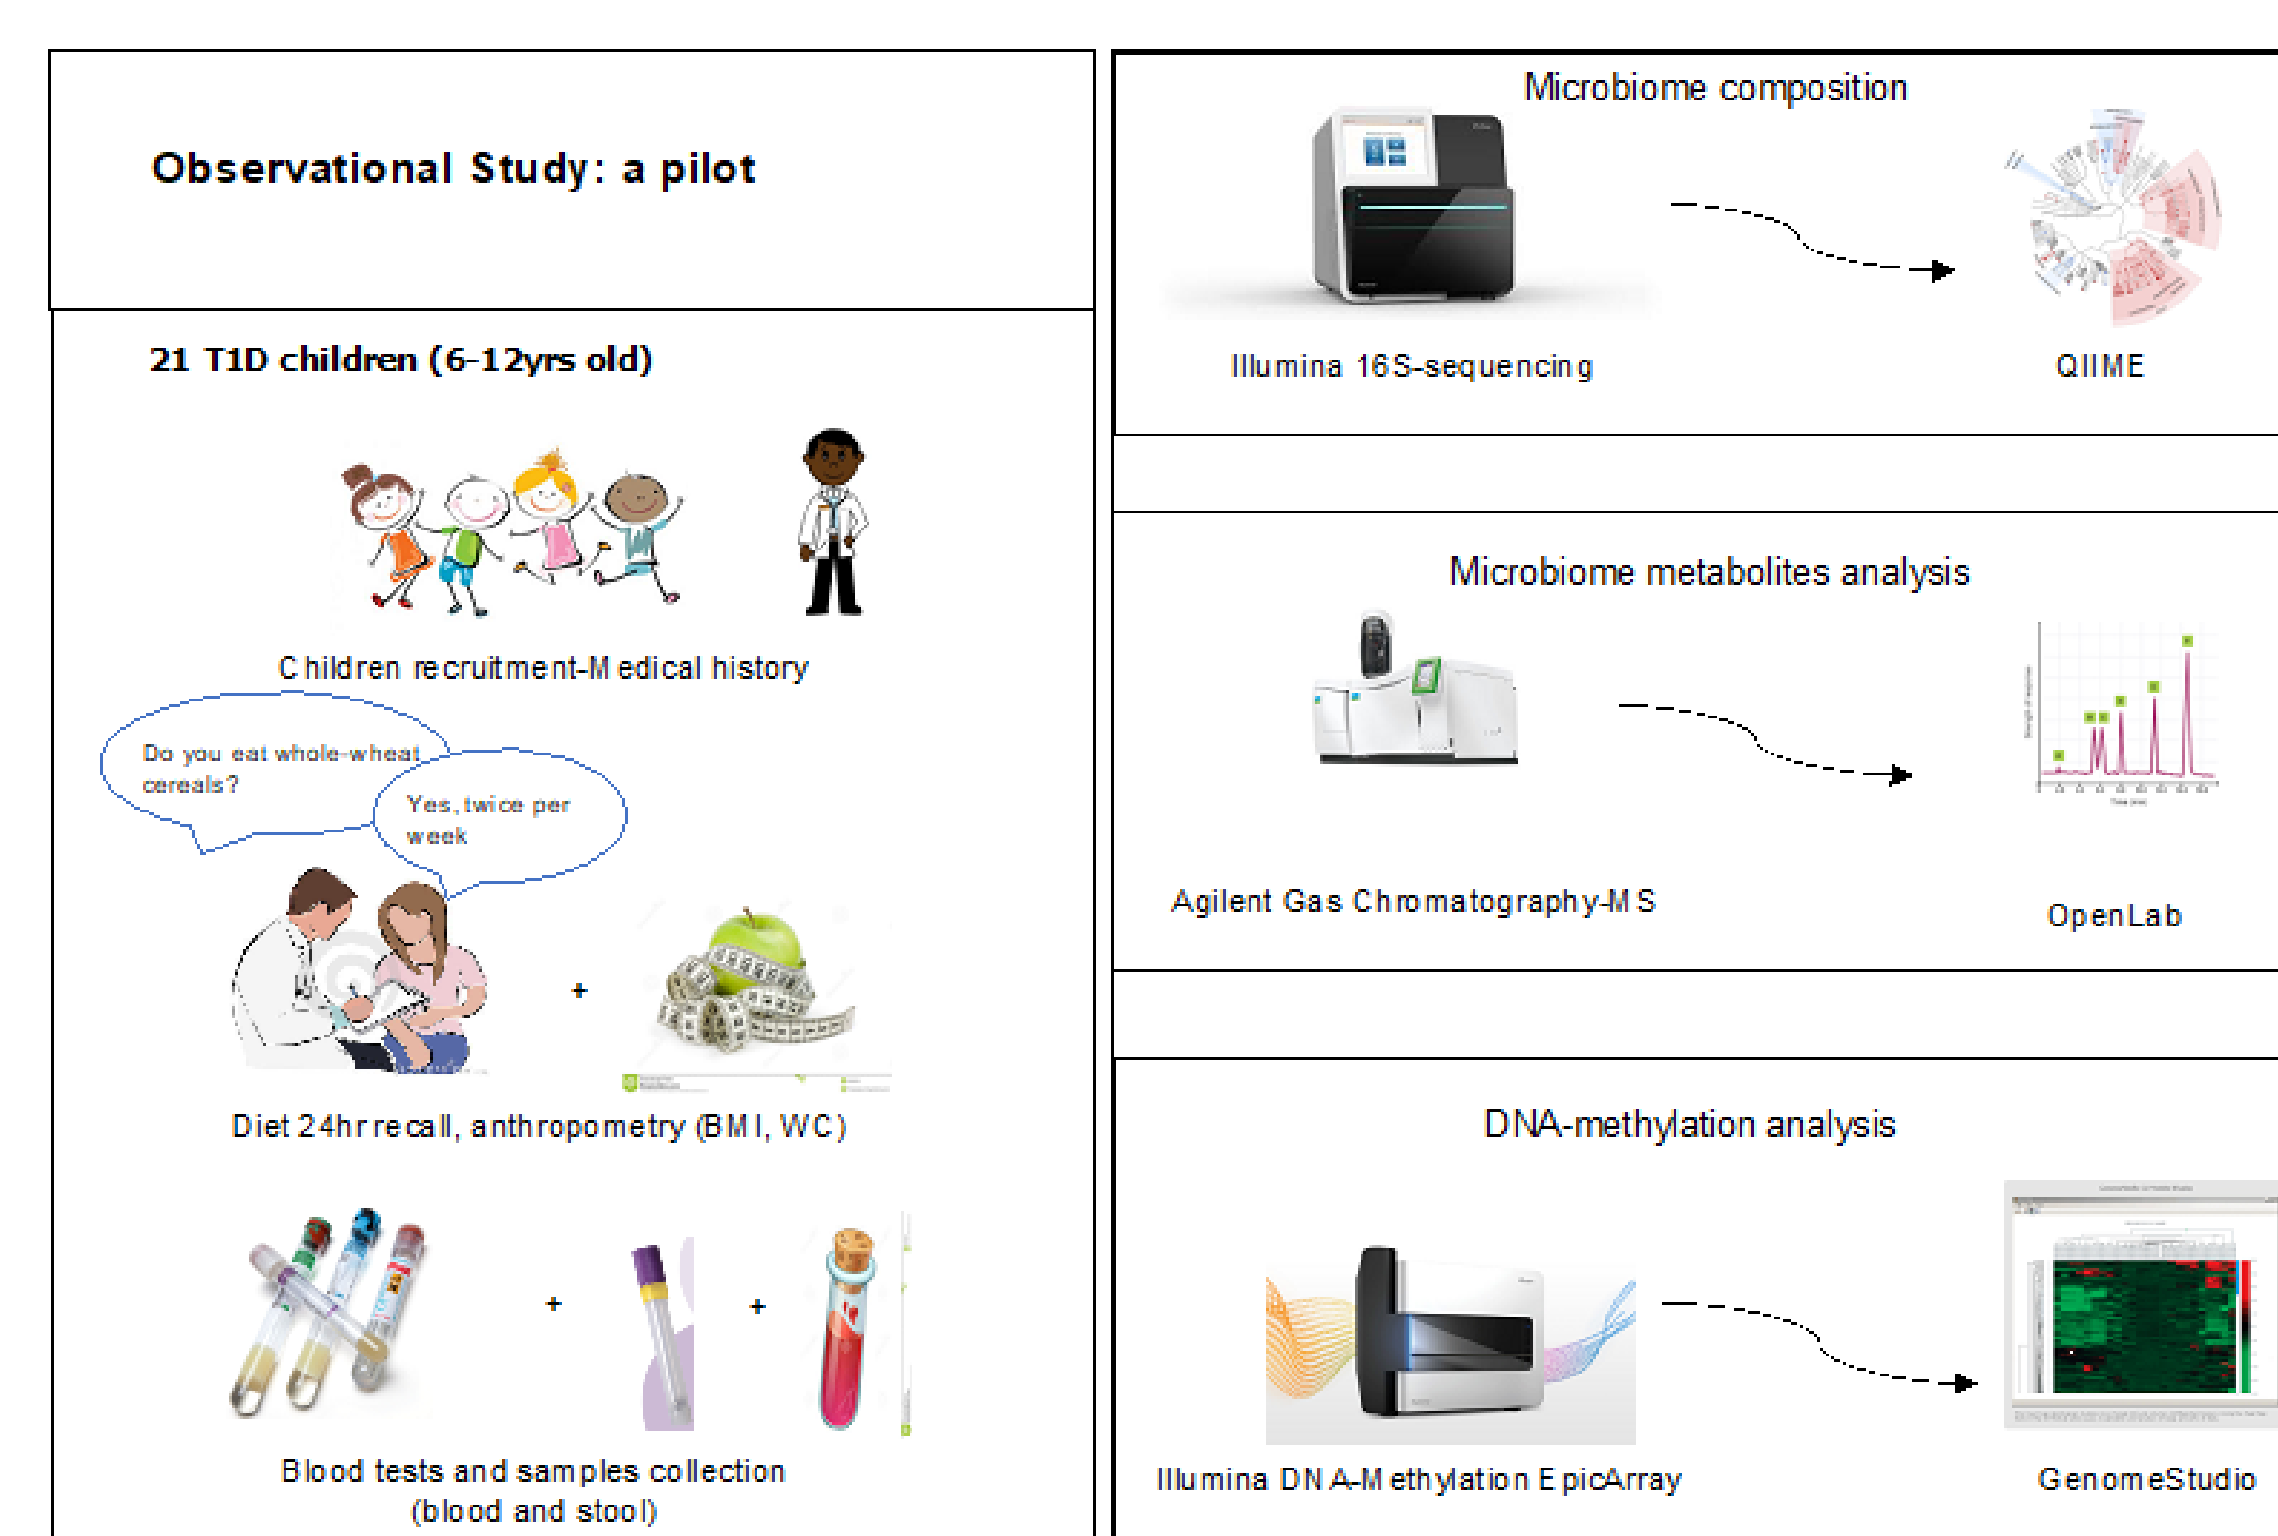 Observational Study: a pilot
21 T1D children (6-12yrs old)
Children recruitment-Medical history
Do you eat whole-wheat
cereals?
Yes, twice per
week
+
Diet 24hr recall, anthropometry (BMI, WC)
+
+
Blood tests and samples collection
(blood and stool)
Microbiome composition
Illumina 16S-sequencing
QIIME
Microbiome metabolites analysis
Agilent Gas Chromatography-MS
OpenLab
DNA-methylation analysis
Illumina DNA-Methylation EpicArray
GenomeStudio